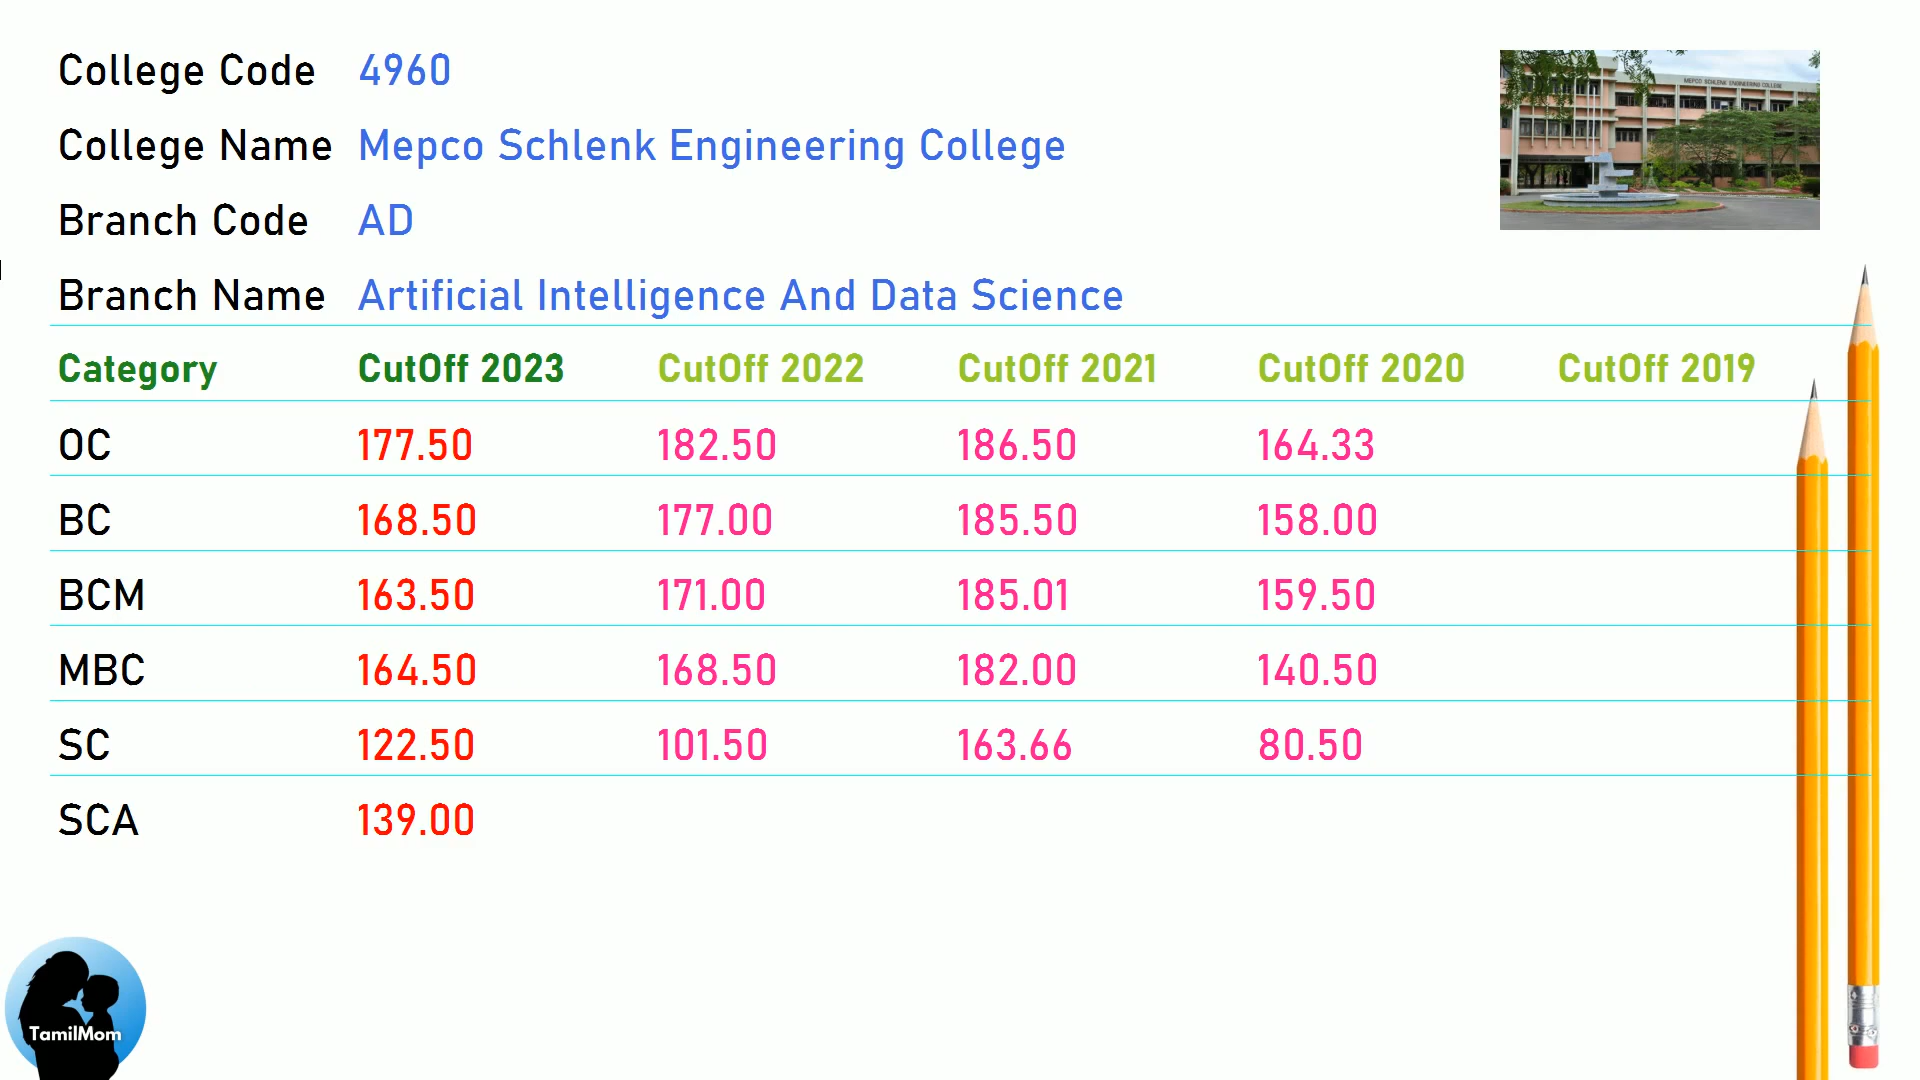 College Code 4960
College Name Mepco Schlenk Engineering College
Branch Code AD
Branch Name Artificial Intelligence And Data Science
MEPCO SCHLENK ENGINEERING COLLEGE
Category CutOff 2023 CutOff 2022 CutOff 2021 CutOff 2020 CutOff 2019
OC 177.50 182.50 186.50 164.33
BC 168.50 177.00 185.50 158.00
BCM 163.50 171.00 185.01 159.50
MBC 164.50 168.50 182.00 140.50
SC 122.50 101.50 163.66 80.50
SCA 139.00
TamilMom